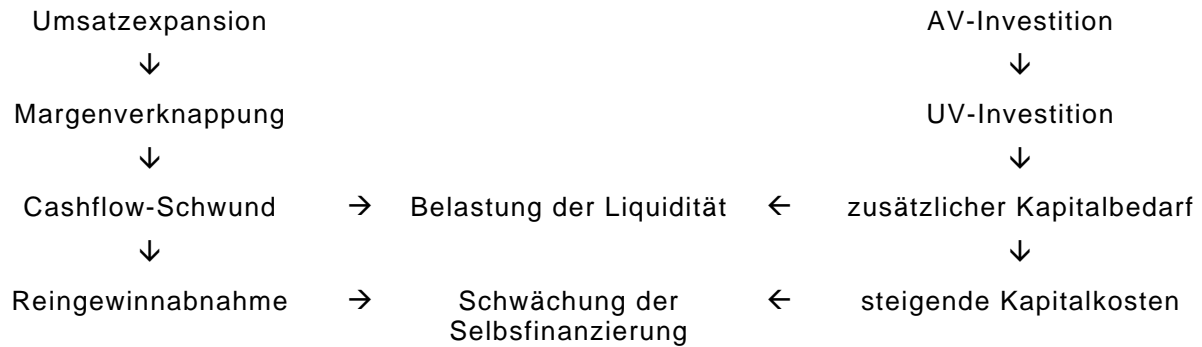 Umsatzexpansion AV-Investition
↓ ↓
Margenverknappung UV-Investition
↓ ↓
Cashflow-Schwund → Belastung der Liquidität ← zusätzlicher Kapitalbedarf
↓ ↓
Reingewinnabnahme → Schwächung der ← steigende Kapitalkosten
Selbsfinanzierung